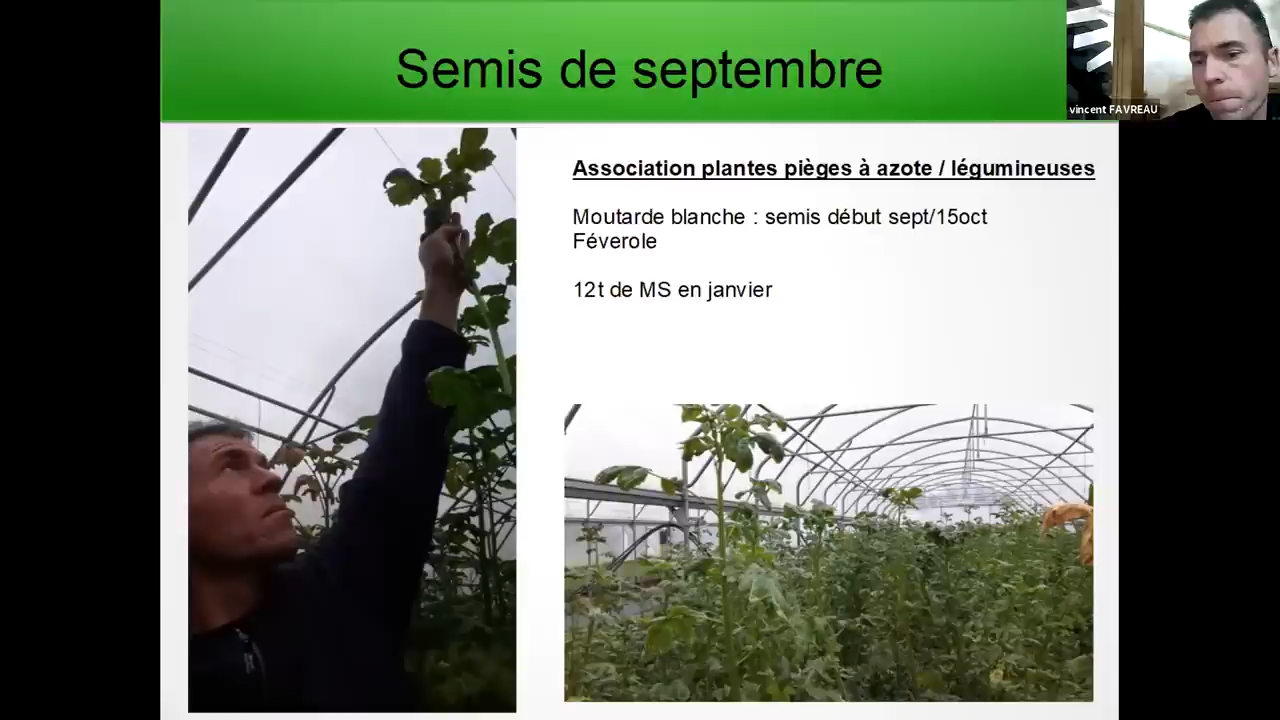 Semis de septembre
vincent FAVREAU
Association plantes pièges à azote / légumineuses
Moutarde blanche : semis début sept/15oct
Féverole
12t de MS en janvier